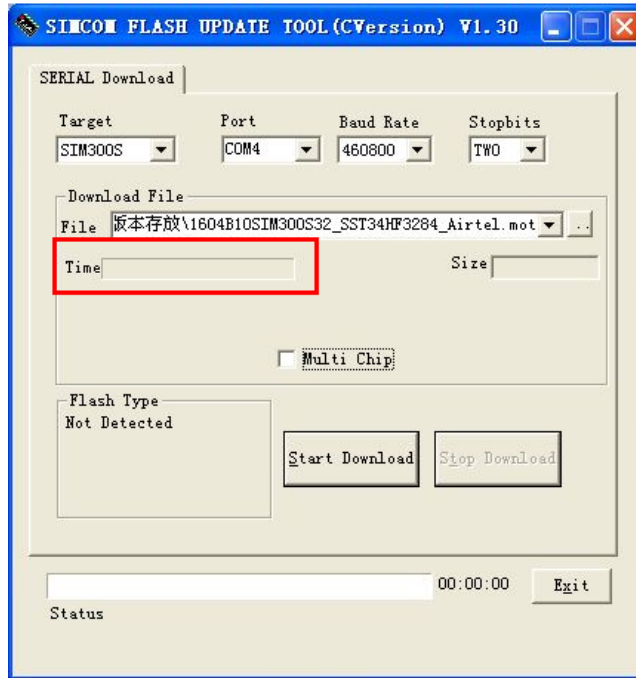 SIMCOM FLASH UPDATE TOOL(CVersion) V1.30
SERIAL Download
Target Port Baud Rate Stopbits
SIM300S COM4 460800 TWO
Download File
File 版本存放\1604B10SIM300S32_SST34HF3284_Airtel.mot ..
Time Size
Multi Chip
Flash Type
Not Detected
Start Download Stop Download
00:00:00 Exit
Status